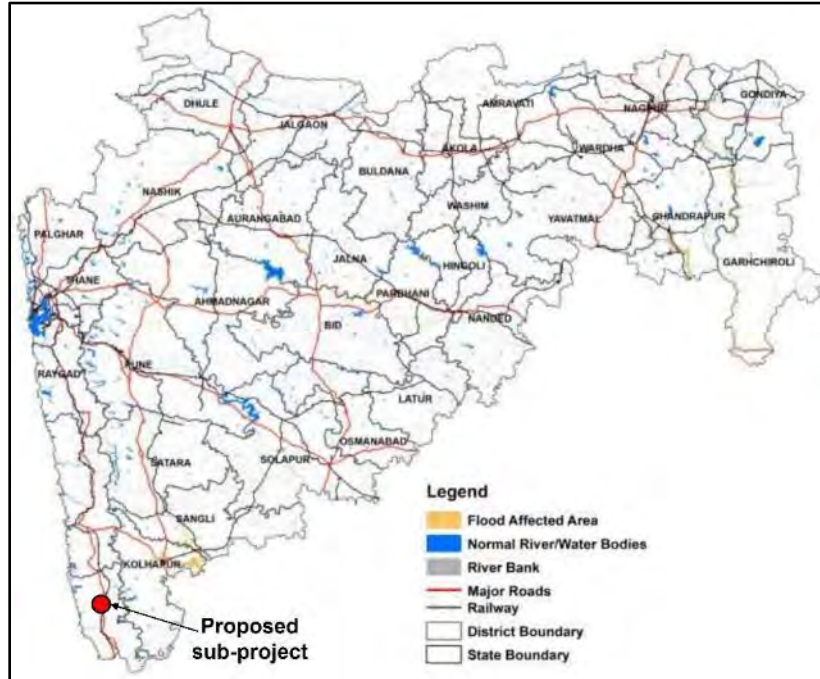 DHULE
JALGAON
AMRAVATI
NAGPUR
GONDIYA
AKOLA
WARDHA
BULDANA
NASHIK
WASHIM
AURANGABAD
YAVATMAL
CHANDRAPUR
PALGHAR
JALNA
HINGOLI
GARHCHIROLI
THANE
AHMADNAGAR
PARBHANI
NANDED
BID
PUNE
RAYGAD
LATUR
OSMANABAD
SATARA
SOLAPUR
SANGLI
KOLHAPUR
Proposed
sub-project
Legend
Flood Affected Area
Normal River/Water Bodies
River Bank
Major Roads
Railway
District Boundary
State Boundary